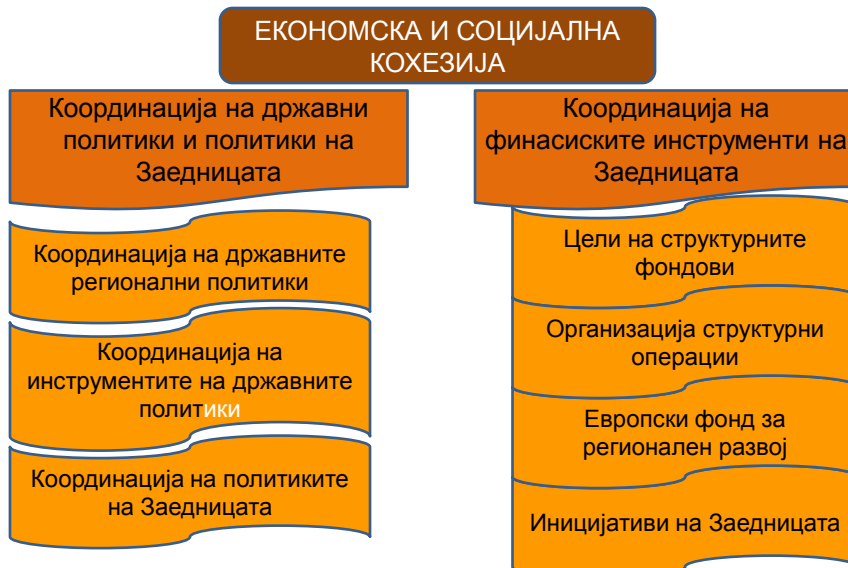 ЕКОНОМСКА И СОЦИЈАЛНА
КОХЕЗИЈА
Координација на државни
политики и политики на
Заедницата
Координација на државните
регионални политики
Координација на
инструментите на државните
политики
Координација на политиките
на Заедницата
Координација на
финасиските инструменти на
Заедницата
Цели на структурните
фондови
Организација структурни
операции
Европски фонд за
регионален развој
Иницијативи на Заедницата